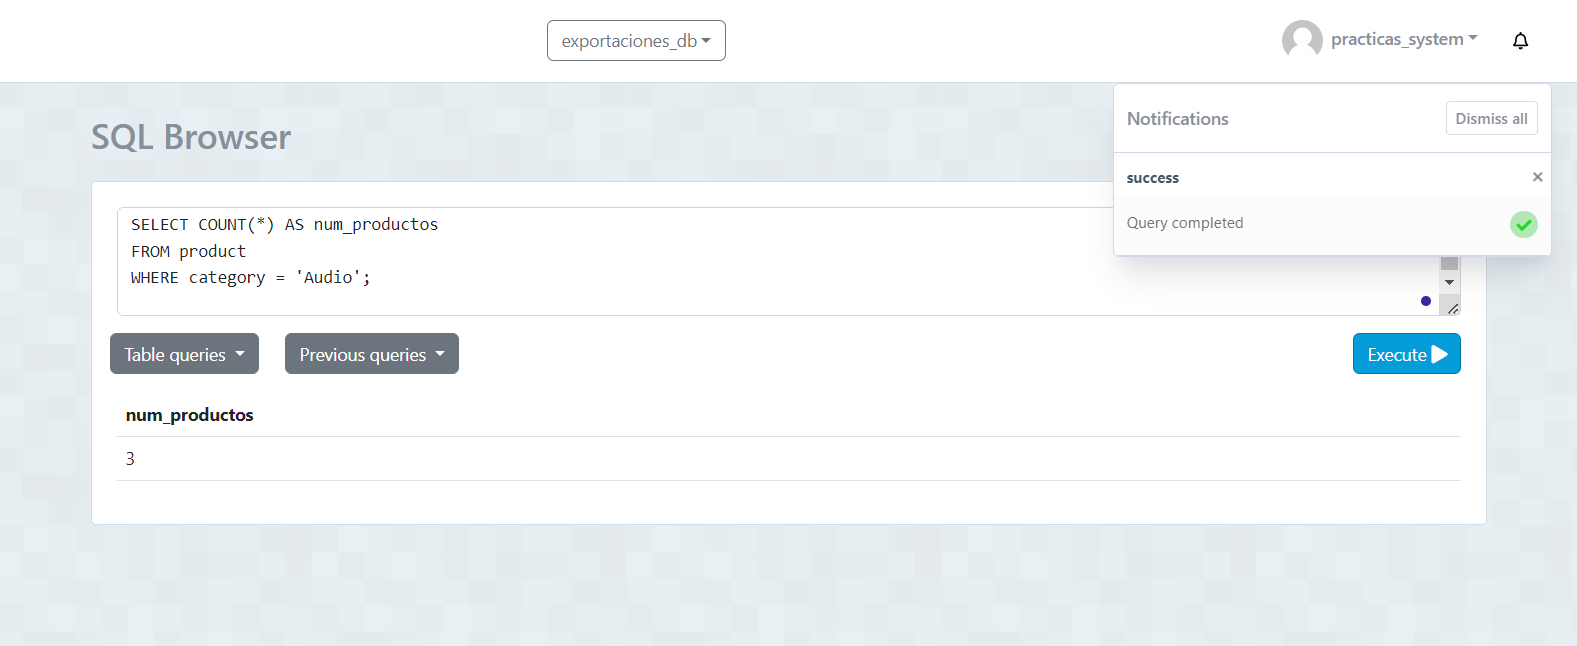 exportaciones_db
practicas_system
SQL Browser
Notifications
Dismiss all
success
×
Query completed
SELECT COUNT(*) AS num_productos
FROM product
WHERE category = 'Audio';
Table queries
Previous queries
Execute
num_productos
3